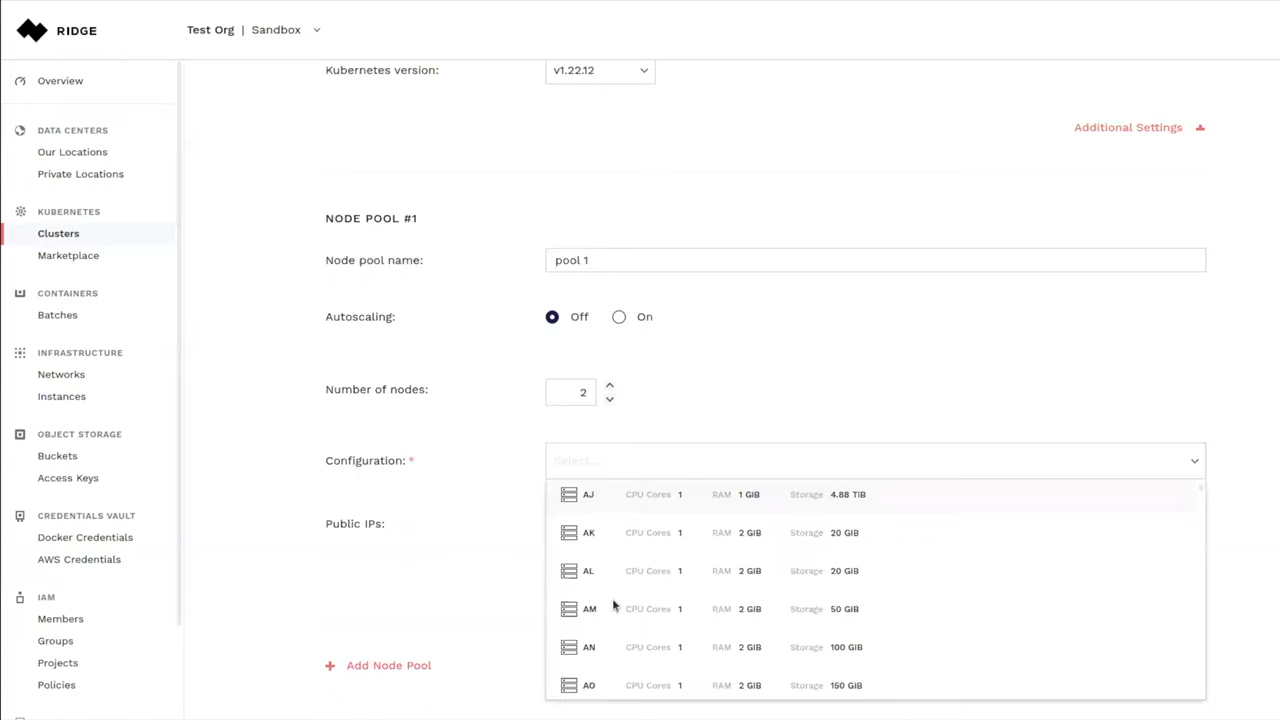 RIDGE
Test Org | Sandbox
Overview
DATA CENTERS
Our Locations
Private Locations
KUBERNETES
Clusters
Marketplace
CONTAINERS
Batches
INFRASTRUCTURE
Networks
Instances
OBJECT STORAGE
Buckets
Access Keys
CREDENTIALS VAULT
Docker Credentials
AWS Credentials
IAM
Members
Groups
Projects
Policies
Kubernetes version: v1.22.12
Additional Settings +
NODE POOL #1
Node pool name: pool 1
Autoscaling: Off On
Number of nodes: 2
Configuration: * Select...
AJ CPU Cores 1 RAM 1 GIB Storage 4.88 TIB
AK CPU Cores 1 RAM 2 GIB Storage 20 GIB
AL CPU Cores 1 RAM 2 GIB Storage 20 GIB
AM CPU Cores 1 RAM 2 GIB Storage 50 GIB
AN CPU Cores 1 RAM 2 GIB Storage 100 GIB
AO CPU Cores 1 RAM 2 GIB Storage 150 GIB
Public IPs:
+ Add Node Pool